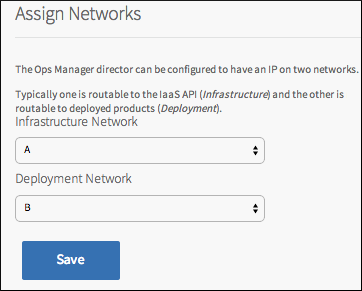 Assign Networks
The Ops Manager director can be configured to have an IP on two networks.
Typically one is routable to the IaaS API (Infrastructure) and the other is
routable to deployed products (Deployment).
Infrastructure Network
A
Deployment Network
B
Save